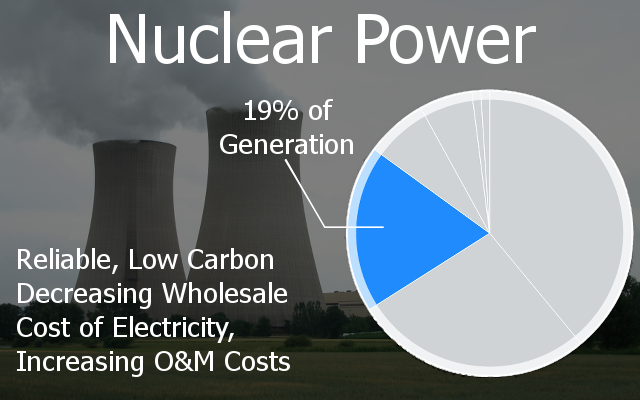 Nuclear Power
19% of
Generation
Reliable, Low Carbon
Decreasing Wholesale
Cost of Electricity,
Increasing O&M Costs